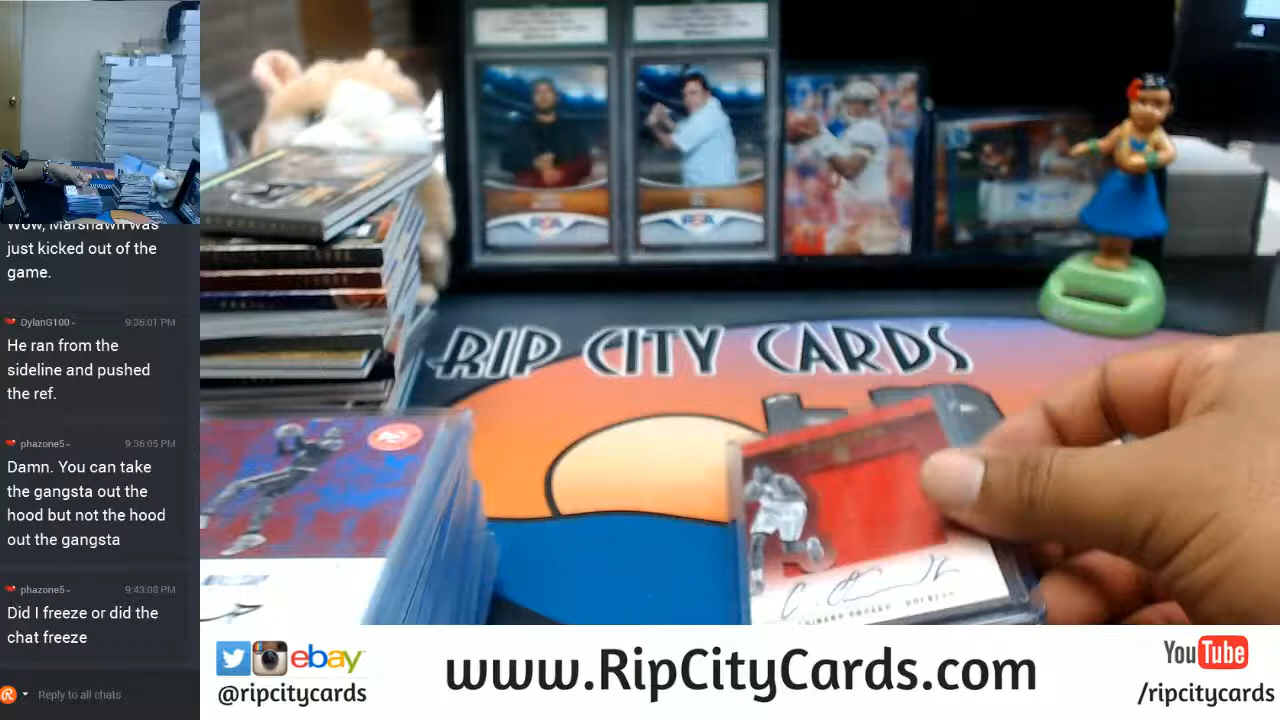 Wow, Marshawn was
just kicked out of the
game.
DylanG100
9:36:01 PM
He ran from the
sideline and pushed
the ref.
phazone5
9:36:05 PM
Damn. You can take
the gangsta out the
hood but not the hood
out the gangsta
phazone5
9:43:08 PM
Did I freeze or did the
chat freeze
Reply to all chats
RIP CITY CARDS
ebay
@ripcitycards
www.RipCityCards.com
YouTube
/ripcitycards